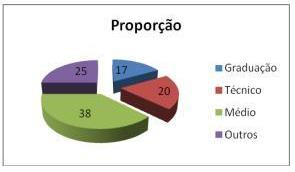 Proporção
25
17
20
38
Graduação
Técnico
Médio
Outros